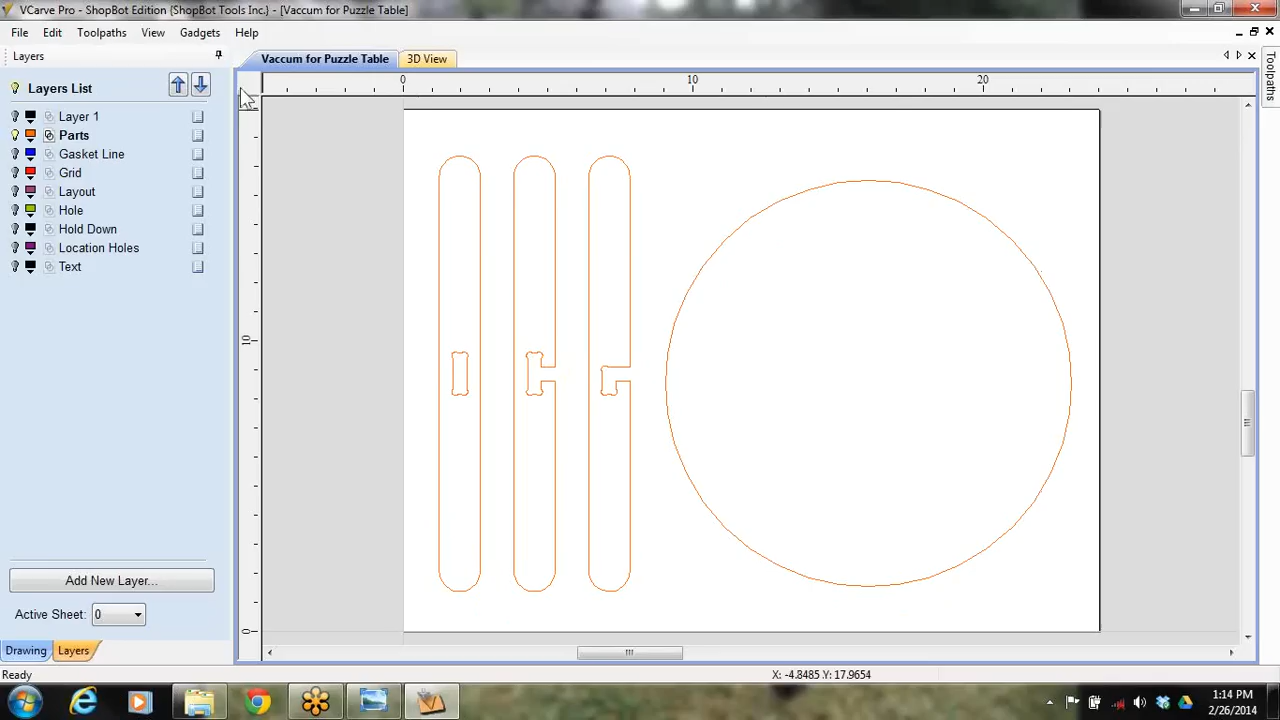 VCarve Pro - ShopBot Edition {ShopBot Tools Inc.} - [Vaccum for Puzzle Table]
File Edit Toolpaths View Gadgets Help
Layers
Vaccum for Puzzle Table 3D View
Toolpaths
Layers List
0 10 20
Layer 1
Parts
Gasket Line
Grid
Layout
Hole
Hold Down
Location Holes
Text
10
0
Add New Layer...
Active Sheet: 0
Drawing Layers
Ready X: -4.8485 Y: 17.9654
1:14 PM
2/26/2014